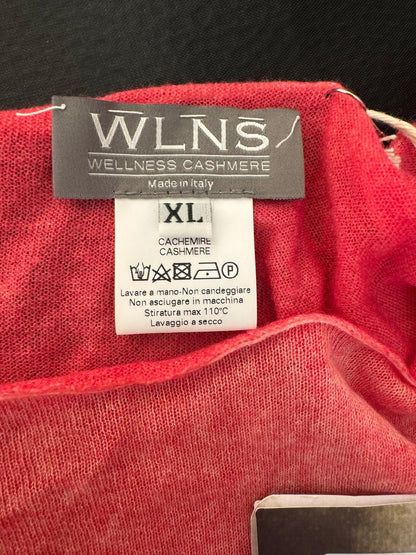 WLNS
WELLNESS CASHMERE
Made in Italy
XL
CACHEMIRE
CASHMERE
P
Lavare a mano-Non candeggiare
Non asciugare in macchina
Stiratura max 110°C
Lavaggio a secco